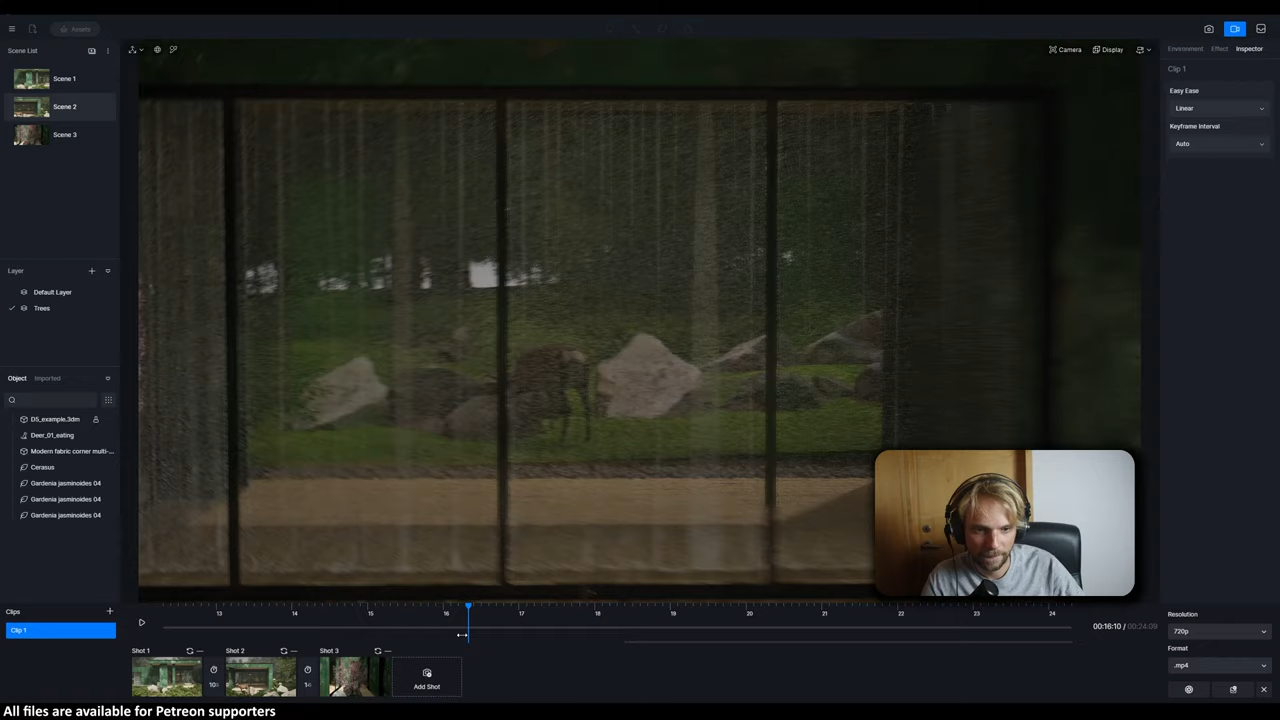 Assets
Scene List
Scene 1
Scene 2
Scene 3
Layer
Default Layer
Trees
Object Imported
D5_example.3dm
Deer_01_eating
Modern fabric corner multi-...
Cerasus
Gardenia jasminoides 04
Gardenia jasminoides 04
Gardenia jasminoides 04
Clips
Clip 1
Camera Display
Environment Effect Inspector
Clip 1
Easy Ease
Linear
Keyframe Interval
Auto
13 14 15 16 17 18 19 20 21 22 23 24
00:16:10 / 00:24:09
Shot 1 Shot 2 Shot 3
Add Shot
Resolution
720p
Format
.mp4
All files are available for Petreon supporters